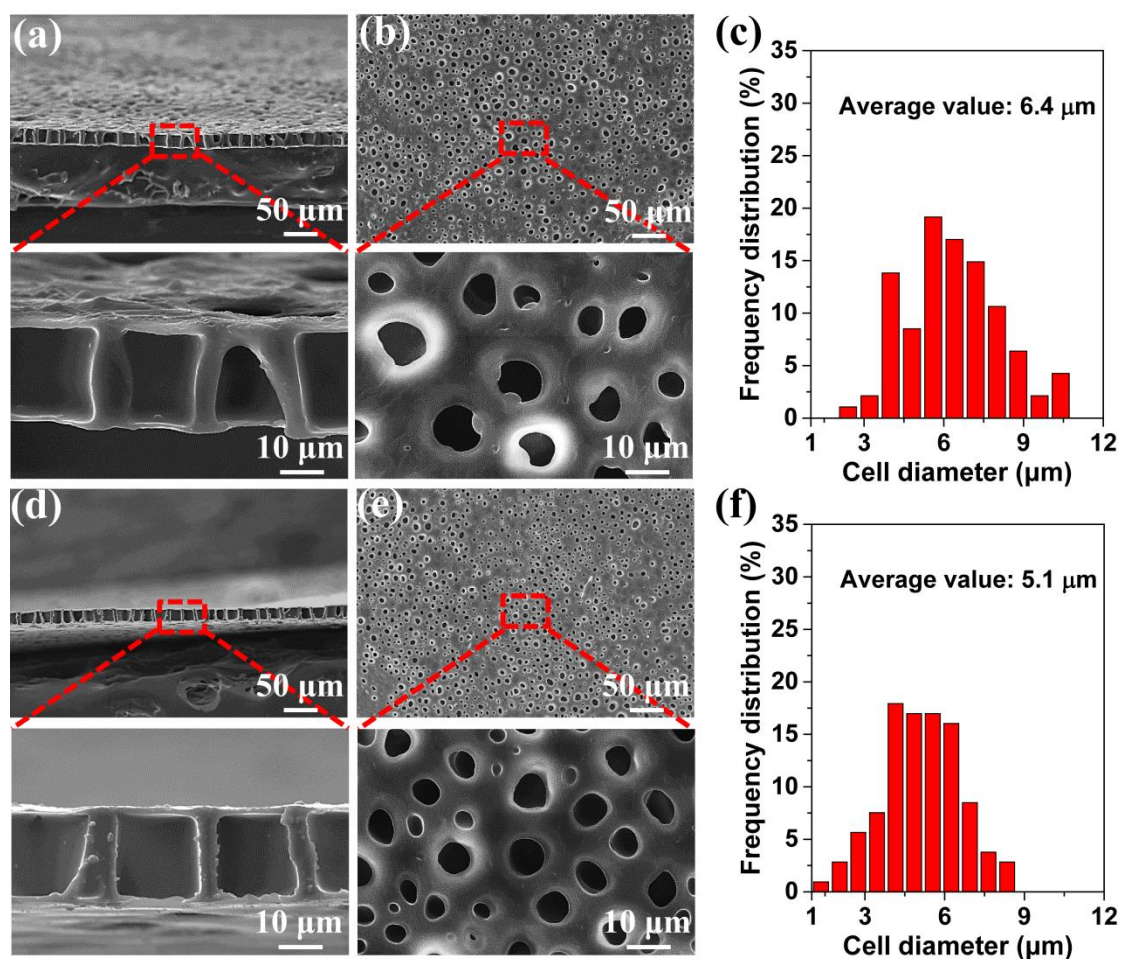 (a)
50 μm
10 μm
(b)
50 μm
10 μm
(c)
Frequency distribution (%)
35
30
25
20
15
10
5
0
Average value: 6.4 μm
1 3 6 9 12
Cell diameter (μm)
(d)
50 μm
10 μm
(e)
50 μm
10 μm
(f)
Frequency distribution (%)
35
30
25
20
15
10
5
0
Average value: 5.1 μm
1 3 6 9 12
Cell diameter (μm)